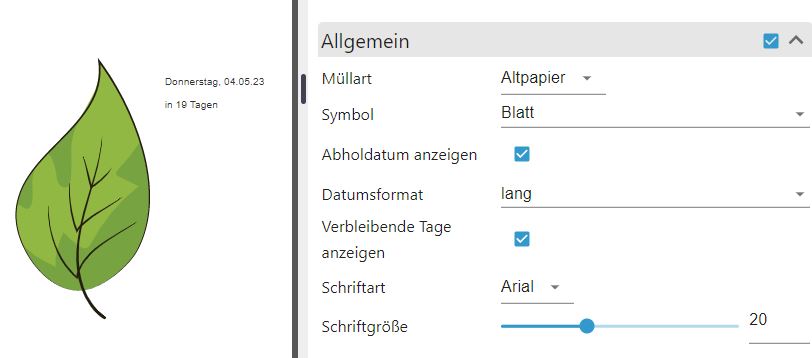 Donnerstag, 04.05.23
in 19 Tagen
Allgemein
Müllart Altpapier
Symbol Blatt
Abholdatum anzeigen
Datumsformat lang
Verbleibende Tage
anzeigen
Schriftart Arial
Schriftgröße 20